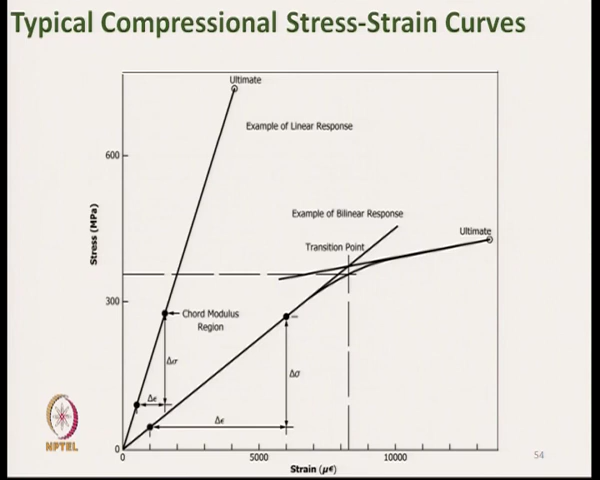 Typical Compressional Stress-Strain Curves
Ultimate
Example of Linear Response
600
Stress (MPa)
Example of Bilinear Response
Ultimate
Transition Point
300
Chord Modulus
Region
Δσ
Δσ
Δε
Δε
0
0
5000
10000
Strain (με)
NPTEL
54